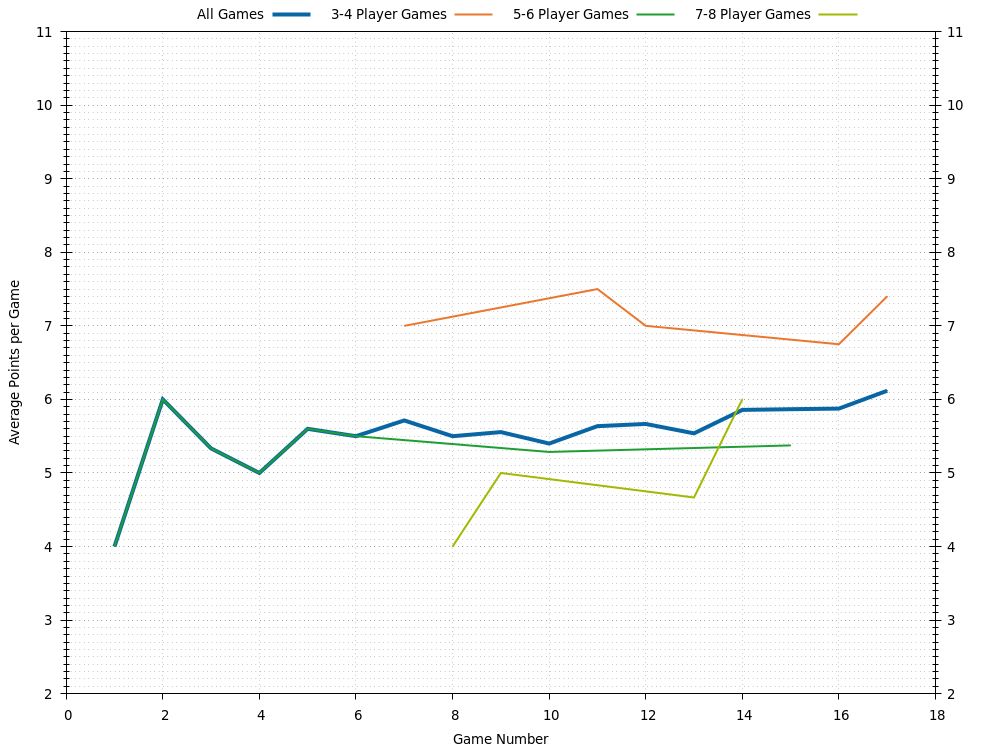 All Games 3-4 Player Games 5-6 Player Games 7-8 Player Games
11 11
10 10
9 9
8 8
7 7
6 6
5 5
4 4
3 3
2 2
Average Points per Game
0 2 4 6 8 10 12 14 16 18
Game Number